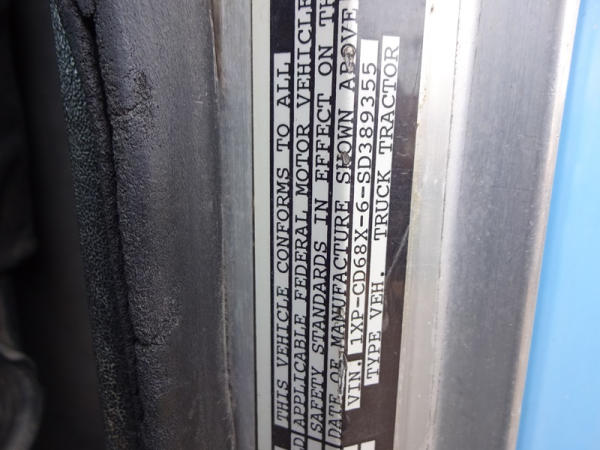 THIS VEHICLE CONFORMS TO ALL
APPLICABLE FEDERAL MOTOR VEHICLE
SAFETY STANDARDS IN EFFECT ON
DATE OF MANUFACTURE SHOWN ABOVE
VIN. 1XP-CD68X-6-SD389355
TYPE VEH. TRUCK TRACTOR